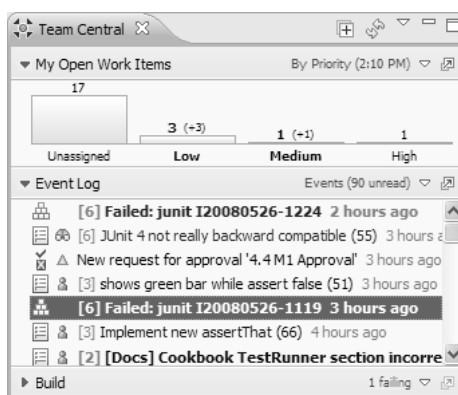 Team Central
My Open Work Items By Priority (2:10 PM)
17
3 (+3)
1 (+1)
1
Unassigned Low Medium High
Event Log Events (90 unread)
[6] Failed: junit I20080526-1224 2 hours ago
[6] JUnit 4 not really backward compatible (55) 3 hours a
New request for approval '4.4 M1 Approval' 3 hours ago
[3] shows green bar while assert false (51) 3 hours ago
[6] Failed: junit I20080526-1119 3 hours ago
[3] Implement new assertThat (66) 4 hours ago
[2] [Docs] Cookbook TestRunner section incorre
Build 1 failing